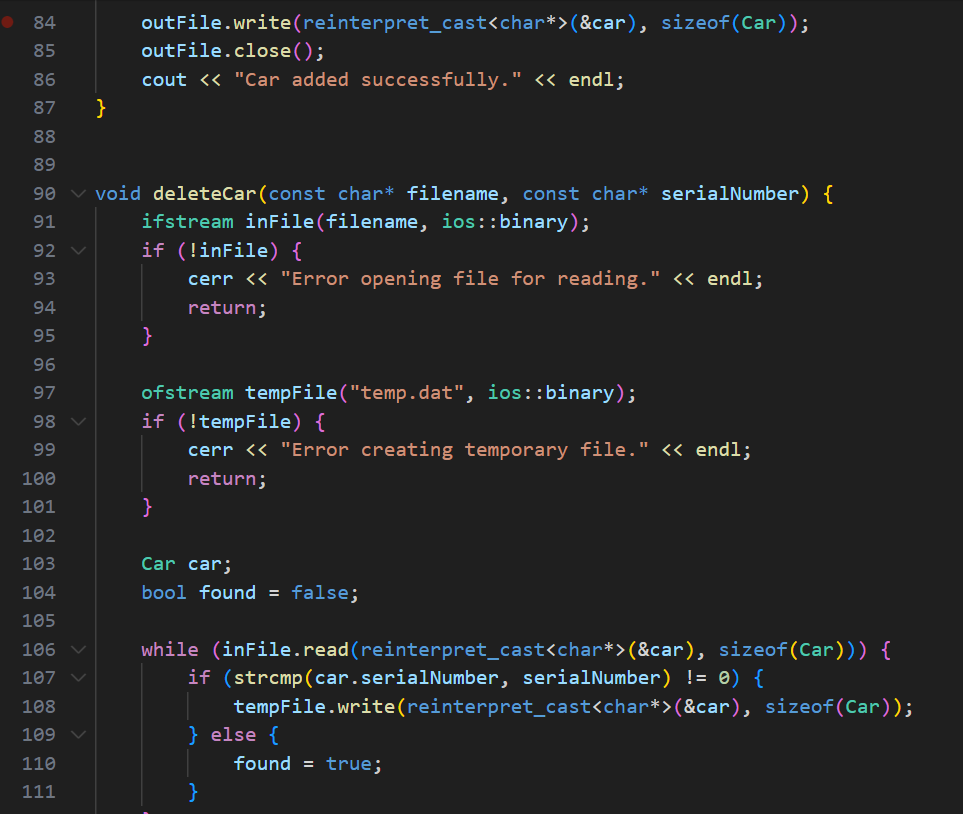 84 outFile.write(reinterpret_cast<char*>(&car), sizeof(Car));
85 outFile.close();
86 cout << "Car added successfully." << endl;
87 }
88
89
90 void deleteCar(const char* filename, const char* serialNumber) {
91 ifstream inFile(filename, ios::binary);
92 if (!inFile) {
93 cerr << "Error opening file for reading." << endl;
94 return;
95 }
96
97 ofstream tempFile("temp.dat", ios::binary);
98 if (!tempFile) {
99 cerr << "Error creating temporary file." << endl;
100 return;
101 }
102
103 Car car;
104 bool found = false;
105
106 while (inFile.read(reinterpret_cast<char*>(&car), sizeof(Car))) {
107 if (strcmp(car.serialNumber, serialNumber) != 0) {
108 tempFile.write(reinterpret_cast<char*>(&car), sizeof(Car));
109 } else {
110 found = true;
111 }